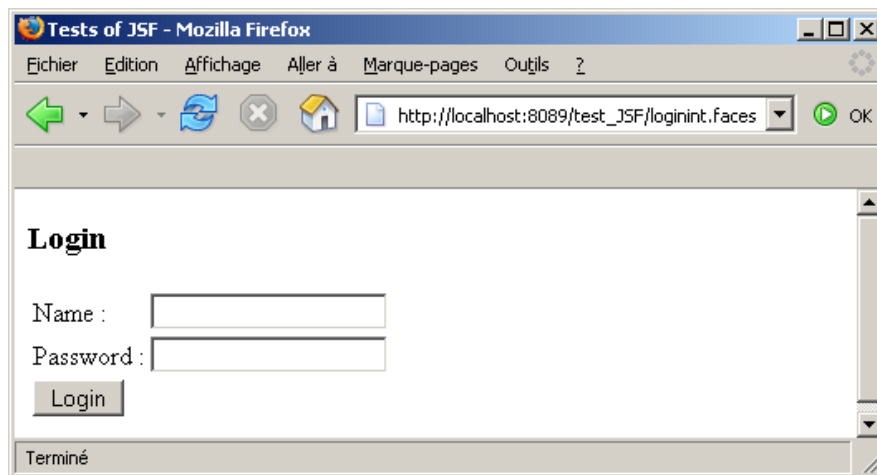 Tests of JSF - Mozilla Firefox
Fichier Edition Affichage Aller à Marque-pages Outils ?
http://localhost:8089/test_JSF/loginint.faces OK
Login
Name :
Password :
Login
Terminé